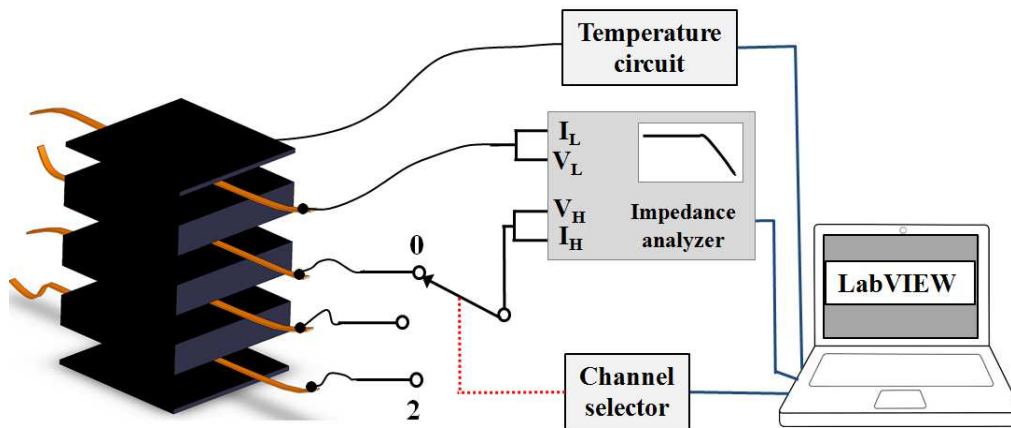 Temperature
circuit
I_L
V_L
V_H
I_H
Impedance
analyzer
0
2
Channel
selector
LabVIEW